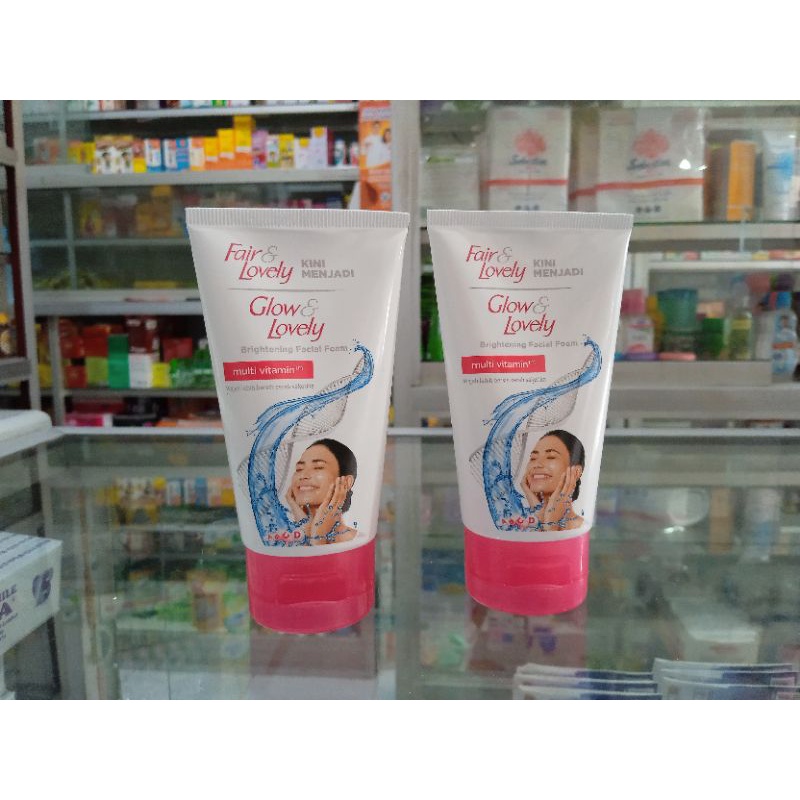 Fair &
Lovely
KINI
MENJADI
Glow &
Lovely
Brightening Facial Foam
multi vitamin
Fair &
Lovely
KINI
MENJADI
Glow &
Lovely
Brightening Facial Foam
multi vitamin